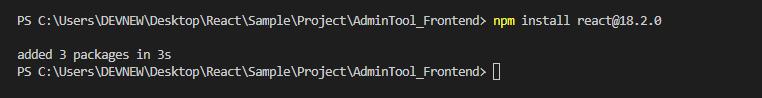 PS C:\Users\DEVNEW\Desktop\React\Sample\Project\AdminTool_Frontend> npm install react@18.2.0
added 3 packages in 3s
PS C:\Users\DEVNEW\Desktop\React\Sample\Project\AdminTool_Frontend>